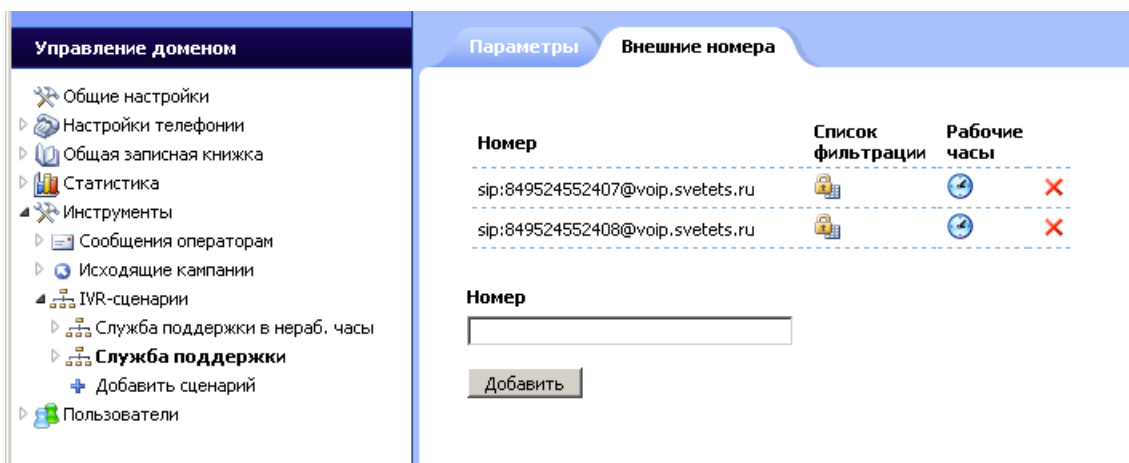 Управление доменом
Общие настройки
Настройки телефонии
Общая записная книжка
Статистика
Инструменты
Сообщения операторам
Исходящие кампании
IVR-сценарии
Служба поддержки в нераб. часы
Служба поддержки
Добавить сценарий
Пользователи
Параметры Внешние номера
Номер Список фильтрации Рабочие часы
sip:849524552407@voip.svetets.ru
sip:849524552408@voip.svetets.ru
Номер
Добавить